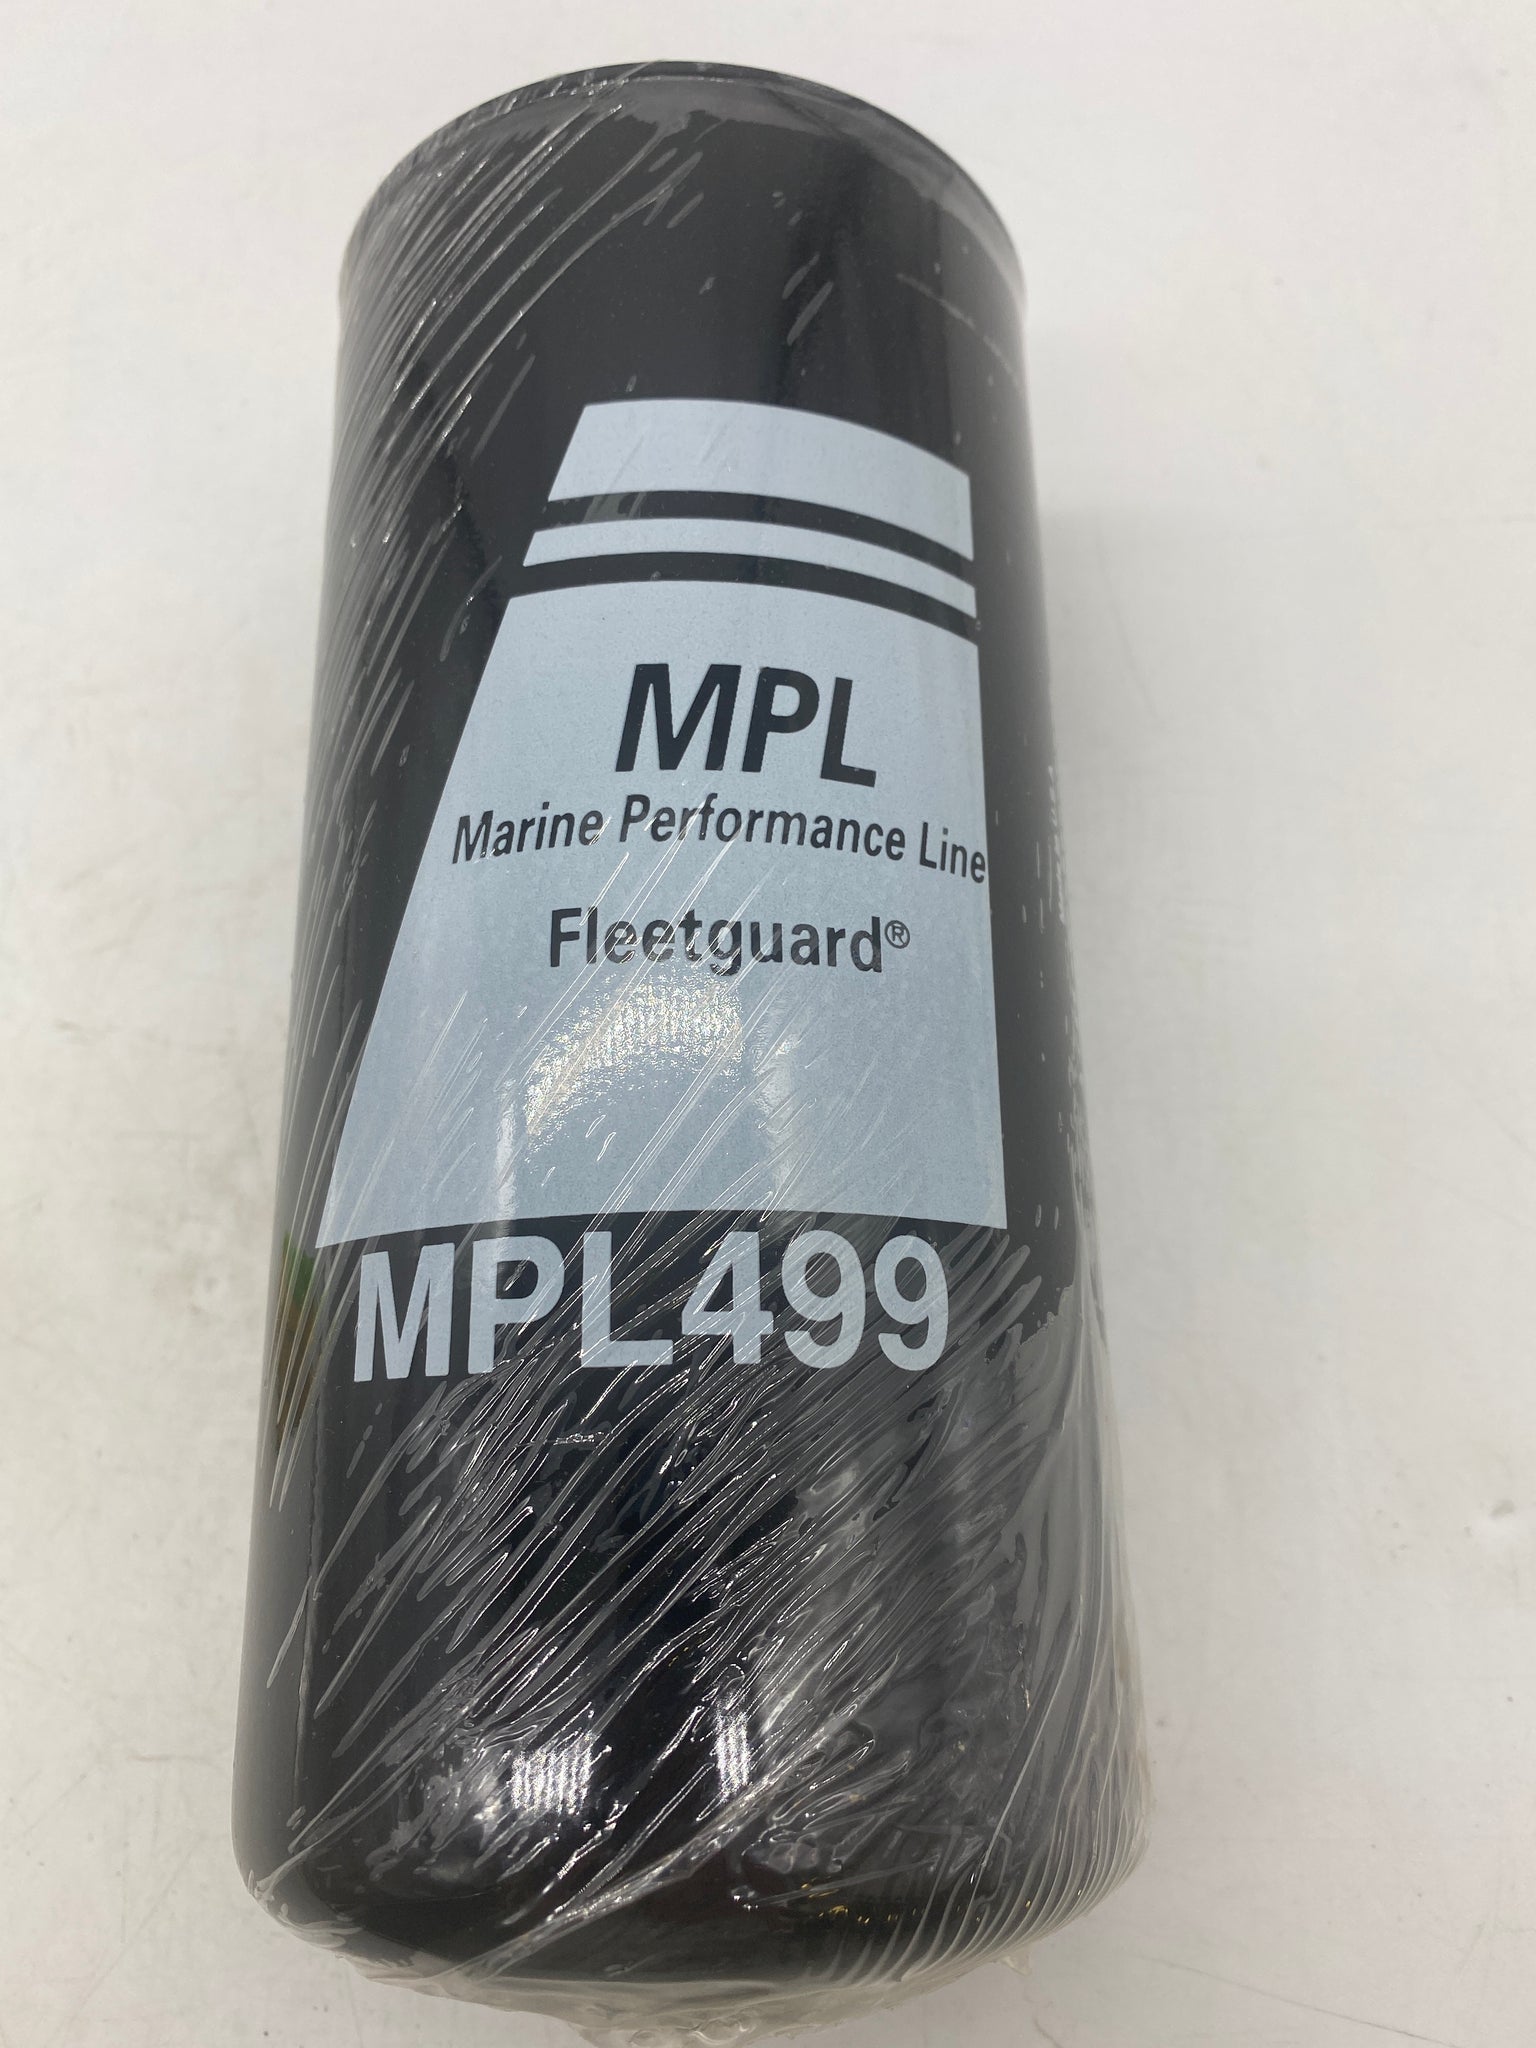 MPL
Marine Performance Line
Fleetguard®
MPL499